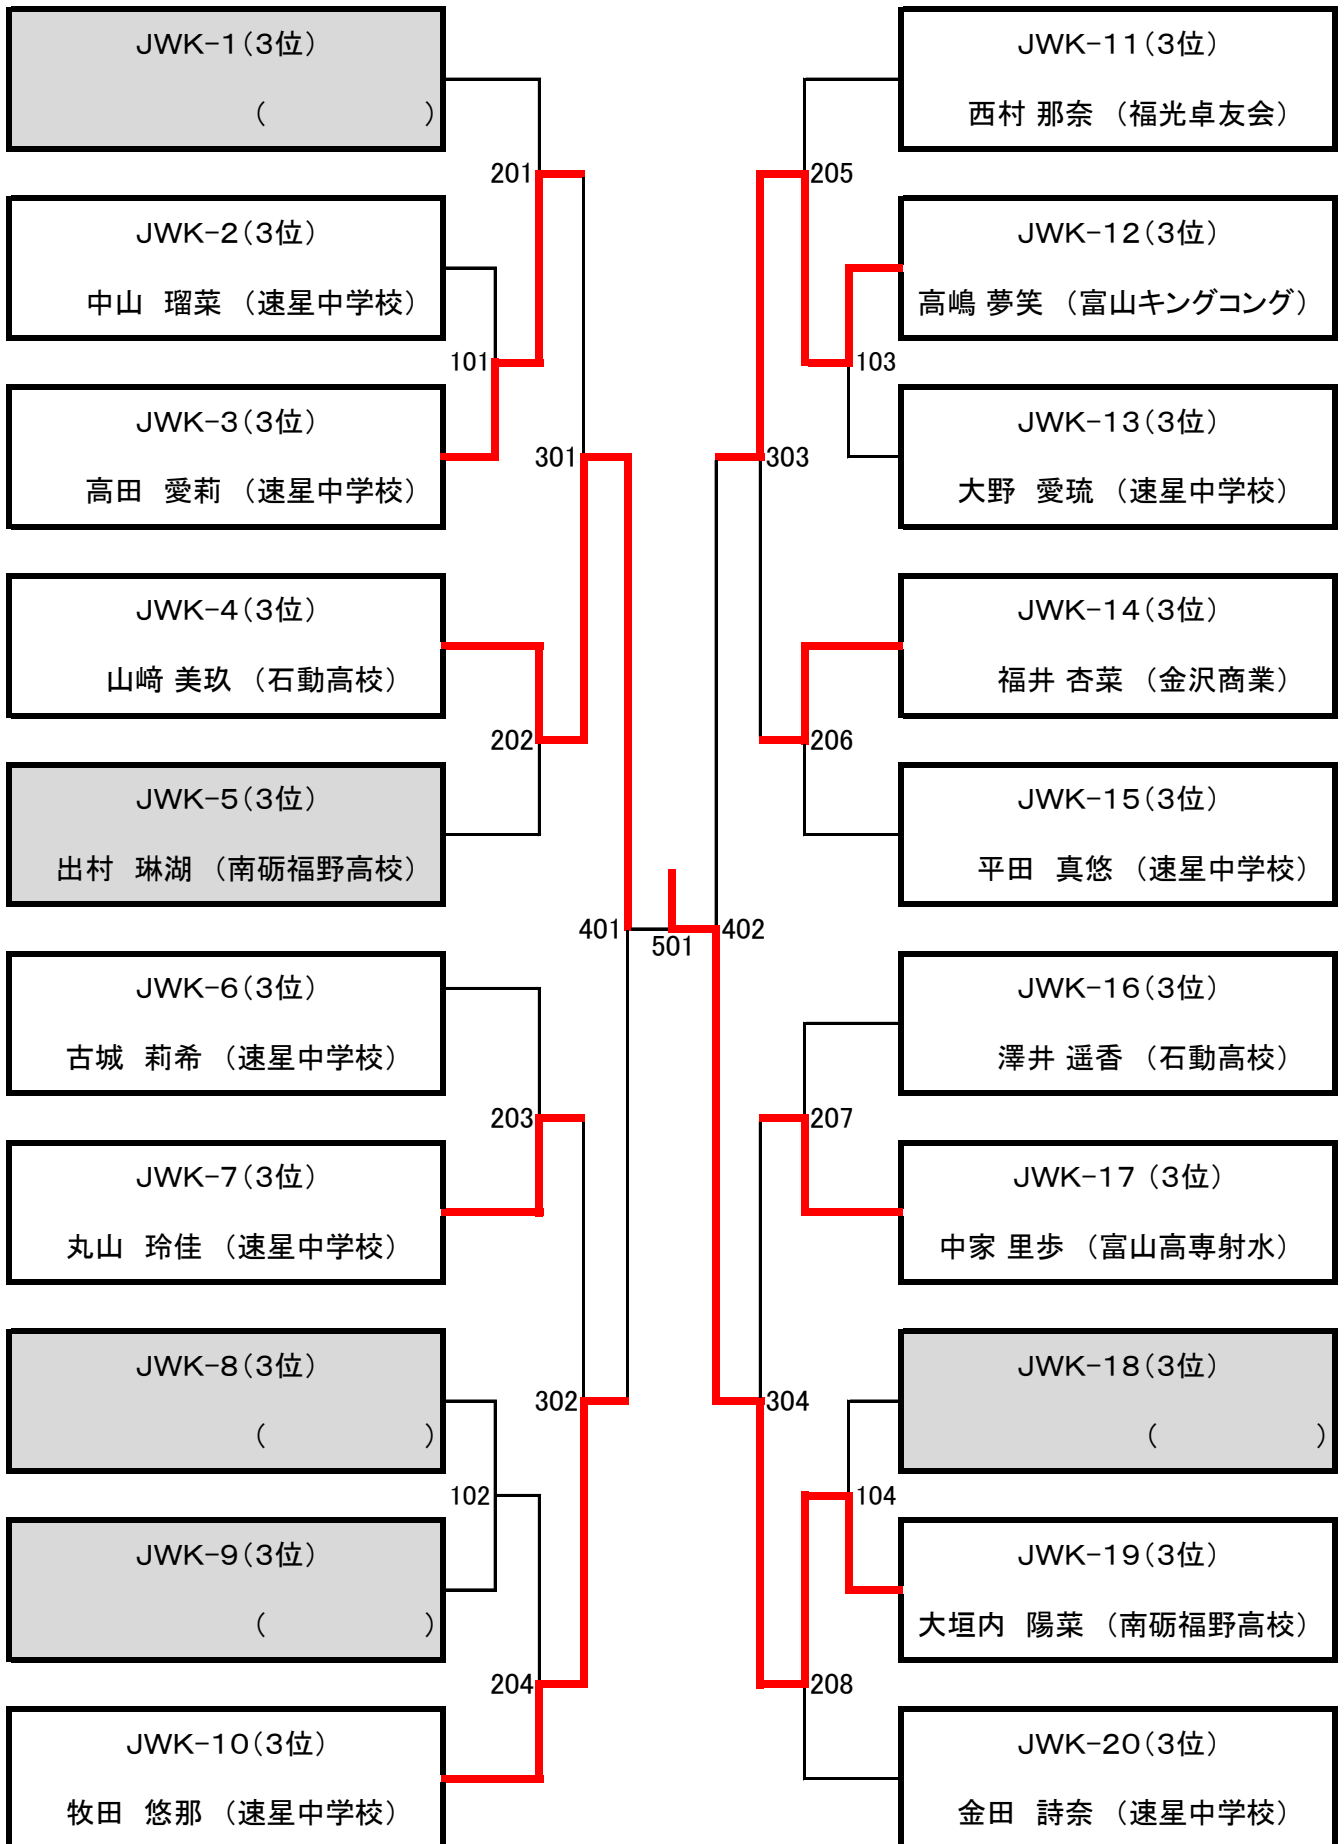 JWK-1(3位)
(　　　　)
JWK-2(3位)
中山　瑠菜 (速星中学校)
JWK-3(3位)
高田　愛莉 (速星中学校)
JWK-4(3位)
山﨑 美玖 (石動高校)
JWK-5(3位)
出村　琳湖 (南砺福野高校)
JWK-6(3位)
古城　莉希 (速星中学校)
JWK-7(3位)
丸山　玲佳 (速星中学校)
JWK-8(3位)
(　　　　)
JWK-9(3位)
(　　　　)
JWK-10(3位)
牧田　悠那 (速星中学校)
201
101
301
202
401
203
302
102
204
501
205
103
303
206
402
207
304
104
208
JWK-11(3位)
西村 那奈 (福光卓友会)
JWK-12(3位)
高嶋 夢笑 (富山キングコング)
JWK-13(3位)
大野　愛琉 (速星中学校)
JWK-14(3位)
福井 杏菜 (金沢商業)
JWK-15(3位)
平田　真悠 (速星中学校)
JWK-16(3位)
澤井 遥香 (石動高校)
JWK-17 (3位)
中家 里歩 (富山高専射水)
JWK-18(3位)
(　　　　)
JWK-19(3位)
大垣内　陽菜 (南砺福野高校)
JWK-20(3位)
金田　詩奈 (速星中学校)